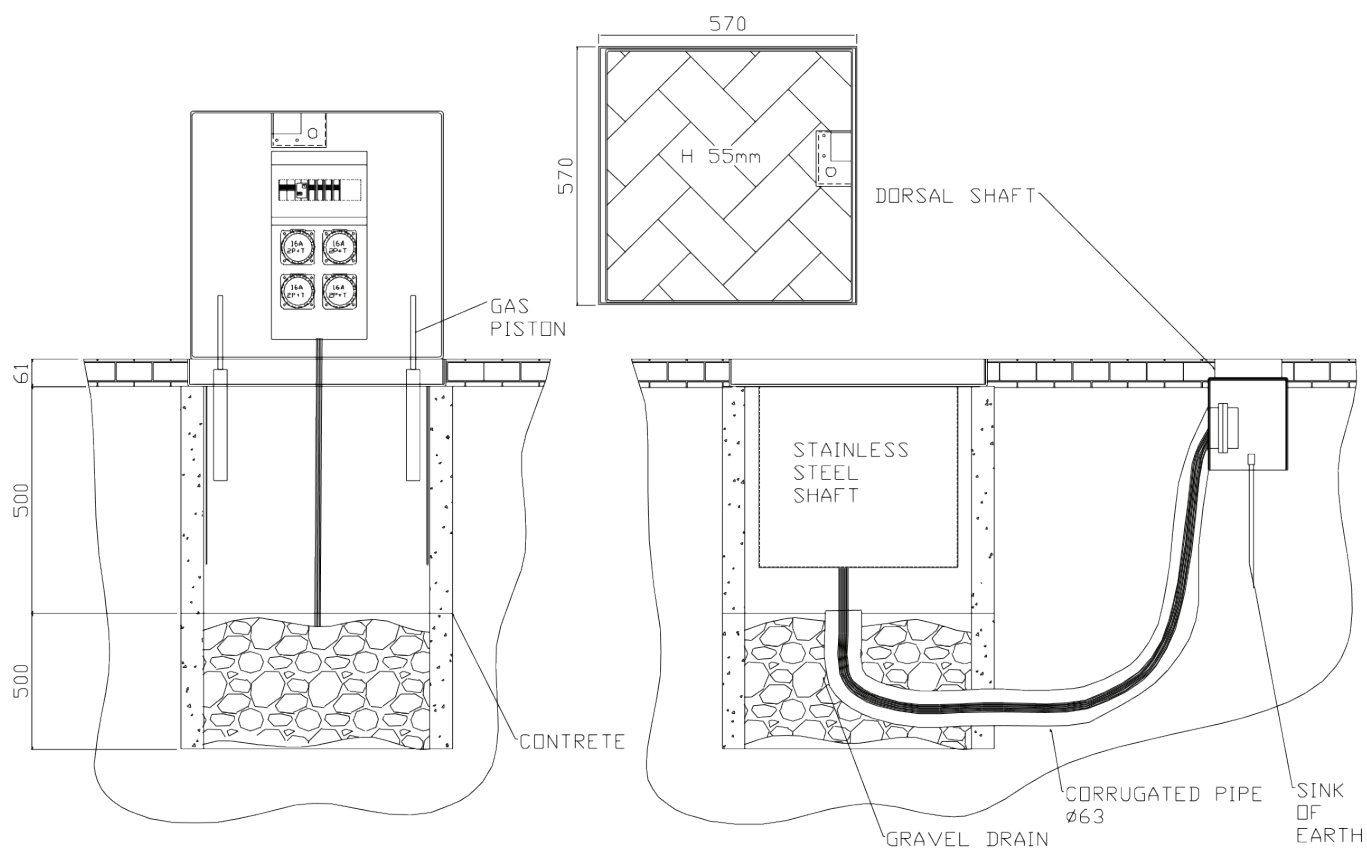 570
570
H 55mm
DORSAL SHAFT
16A
2P+T
16A
2P+T
16A
2P+T
16A
2P+T
GAS
PISTON
61
500
500
STAINLESS
STEEL
SHAFT
CONTRETE
CORRUGATED PIPE
Ø63
GRAVEL DRAIN
SINK
OF
EARTH